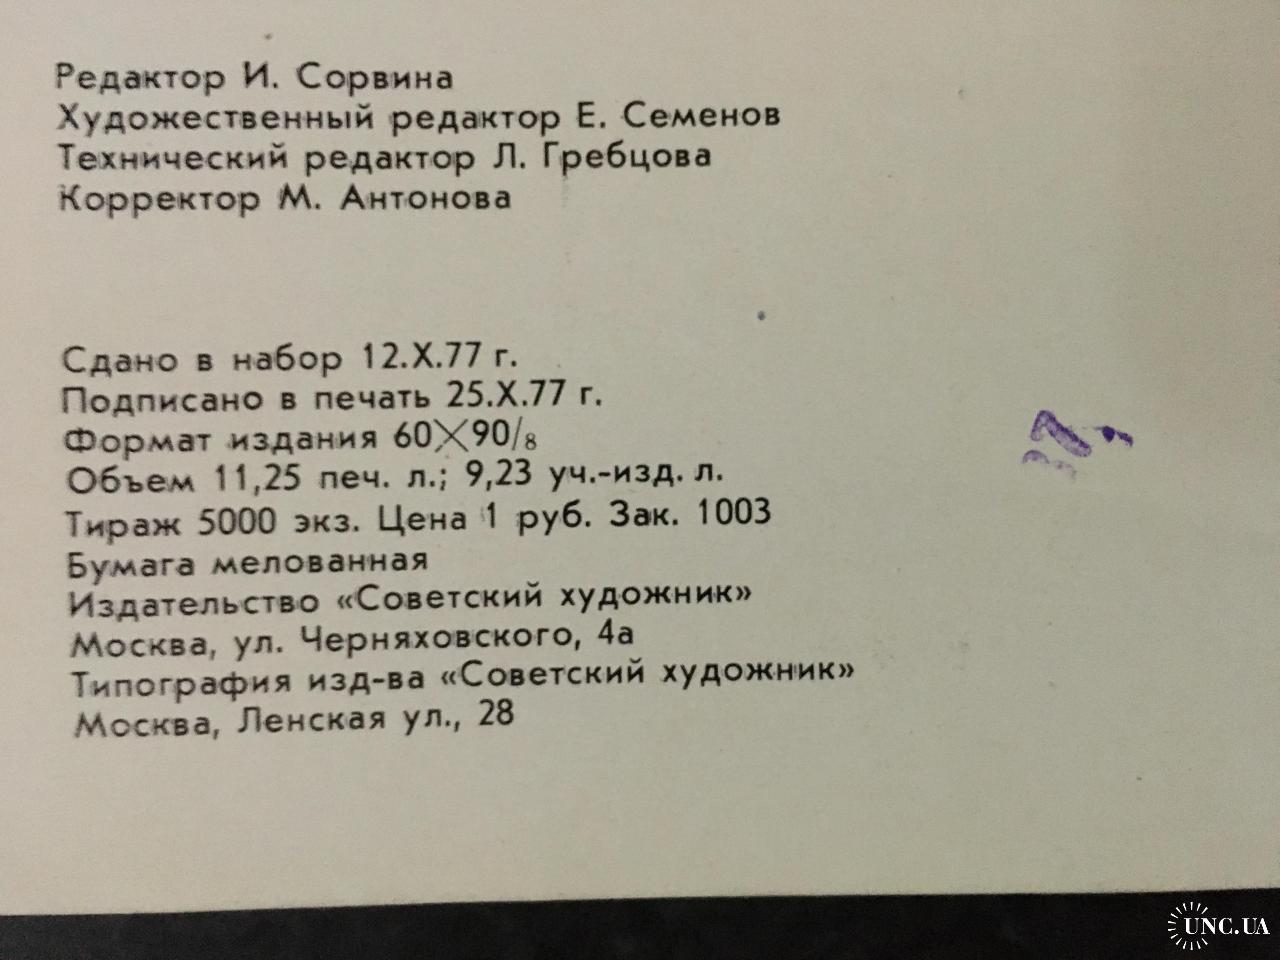 Редактор И. Сорвина
Художественный редактор Е. Семенов
Технический редактор Л. Гребцова
Корректор М. Антонова
Сдано в набор 12.X.77 г.
Подписано в печать 25.X.77 г.
Формат издания 60×90/8
Объем 11,25 печ. л.; 9,23 уч.-изд. л.
Тираж 5000 экз. Цена 1 руб. Зак. 1003
Бумага мелованная
Издательство «Советский художник»
Москва, ул. Черняховского, 4а
Типография изд-ва «Советский художник»
Москва, Ленская ул., 28
UNC.UA